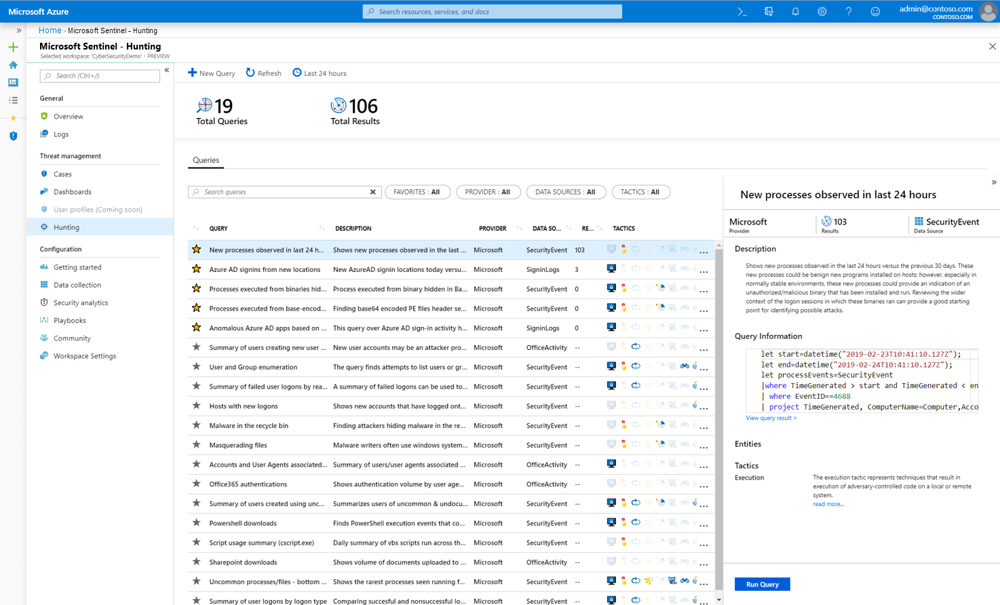 Microsoft Azure
Search resources, services, and docs
admin@contoso.com
CONTOSO.COM
Home > Microsoft Sentinel - Hunting
Microsoft Sentinel - Hunting
Selected workspace: 'CyberSecurityDemo' - PREVIEW
Search (Ctrl+/)
General
Overview
Logs
Threat management
Cases
Dashboards
User profiles (Coming soon)
Hunting
Configuration
Getting started
Data collection
Security analytics
Playbooks
Community
Workspace Settings
New Query Refresh Last 24 hours
19 106
Total Queries Total Results
Queries
Search queries FAVORITES : All PROVIDER : All DATA SOURCES : All TACTICS : All
QUERY DESCRIPTION PROVIDER DATA SO... RE... TACTICS
New processes observed in last 24 h... Shows new processes observed in the last ... Microsoft SecurityEvent 103 ...
Azure AD signins from new locations New AzureAD signin locations today versu... Microsoft SigninLogs 3 ...
Processes executed from binaries hid... Process executed from binary hidden in Ba... Microsoft SecurityEvent 0 ...
Processes executed from base-encod... Finding base64 encoded PE files header se... Microsoft SecurityEvent 0 ...
Anomalous Azure AD apps based on ... This query over Azure AD sign-in activity h... Microsoft SigninLogs 0 ...
Summary of users creating new user ... New user accounts may be an attacker pro... Microsoft OfficeActivity -- ...
User and Group enumeration The query finds attempts to list users or gr... Microsoft SecurityEvent -- ...
Summary of failed user logons by rea... A summary of failed logons can be used to... Microsoft SecurityEvent -- ...
Hosts with new logons Shows new accounts that have logged ont... Microsoft SecurityEvent -- ...
Malware in the recycle bin Finding attackers hiding malware in the re... Microsoft SecurityEvent -- ...
Masquerading files Malware writers often use windows system... Microsoft SecurityEvent -- ...
Accounts and User Agents associated... Summary of users/user agents associated ... Microsoft OfficeActivity -- ...
Office365 authentications Shows authentication volume by user age... Microsoft OfficeActivity -- ...
Summary of users created using unc... Summarizes users of uncommon & undocu... Microsoft SecurityEvent -- ...
Powershell downloads Finds PowerShell execution events that co... Microsoft SecurityEvent -- ...
Script usage summary (cscript.exe) Daily summary of vbs scripts run across th... Microsoft SecurityEvent -- ...
Sharepoint downloads Shows volume of documents uploaded to ... Microsoft OfficeActivity -- ...
Uncommon processes/files - bottom ... Shows the rarest processes seen running f... Microsoft SecurityEvent -- ...
Summary of user logons by logon type Comparing succesful and nonsuccessful lo... Microsoft SecurityEvent -- ...
New processes observed in last 24 hours
Microsoft 103 SecurityEvent
Provider Results Data Source
Description
Shows new processes observed in the last 24 hours versus the previous 30 days. These
new processes could be benign new programs installed on hosts; however, especially in
normally stable environments, these new processes could provide an indication of an
unauthorized/malicious binary that has been installed and run. Reviewing the wider
context of the logon sessions in which these binaries ran can provide a good starting
point for identifying possible attacks.
Query Information
let start=datetime("2019-02-23T10:41:10.127Z");
let end=datetime("2019-02-24T10:41:10.127Z");
let processEvents=SecurityEvent
|where TimeGenerated > start and TimeGenerated < en
| where EventID==4688
| project TimeGenerated, ComputerName=Computer,Acco
View query result >
Entities
Tactics
Execution
The execution tactic represents techniques that result in
execution of adversary-controlled code on a local or remote
system.
read more...
Run Query